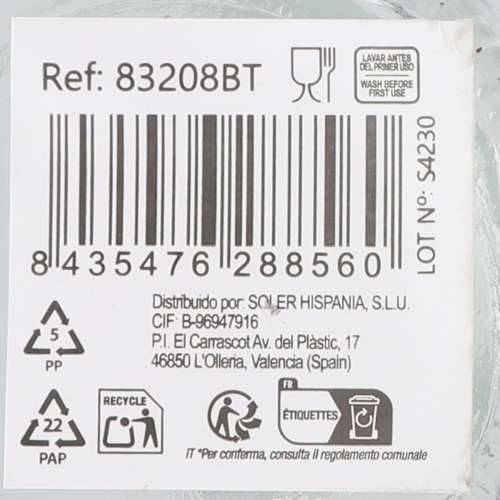 Ref: 83208BT
LAVAR ANTES
DEL PRIMER USO
WASH BEFORE
FIRST USE
LOT Nº: S4230
8 435476 288560
Distribuido por: SOLER HISPANIA, S.L.U.
CIF: B-96947916
P.I. El Carrascot Av. del Plàstic, 17
46850 L'Olleria, Valencia (Spain)
5
PP
22
PAP
RECYCLE
FR
ÉTIQUETTES
IT *Per conferma, consulta il regolamento comunale